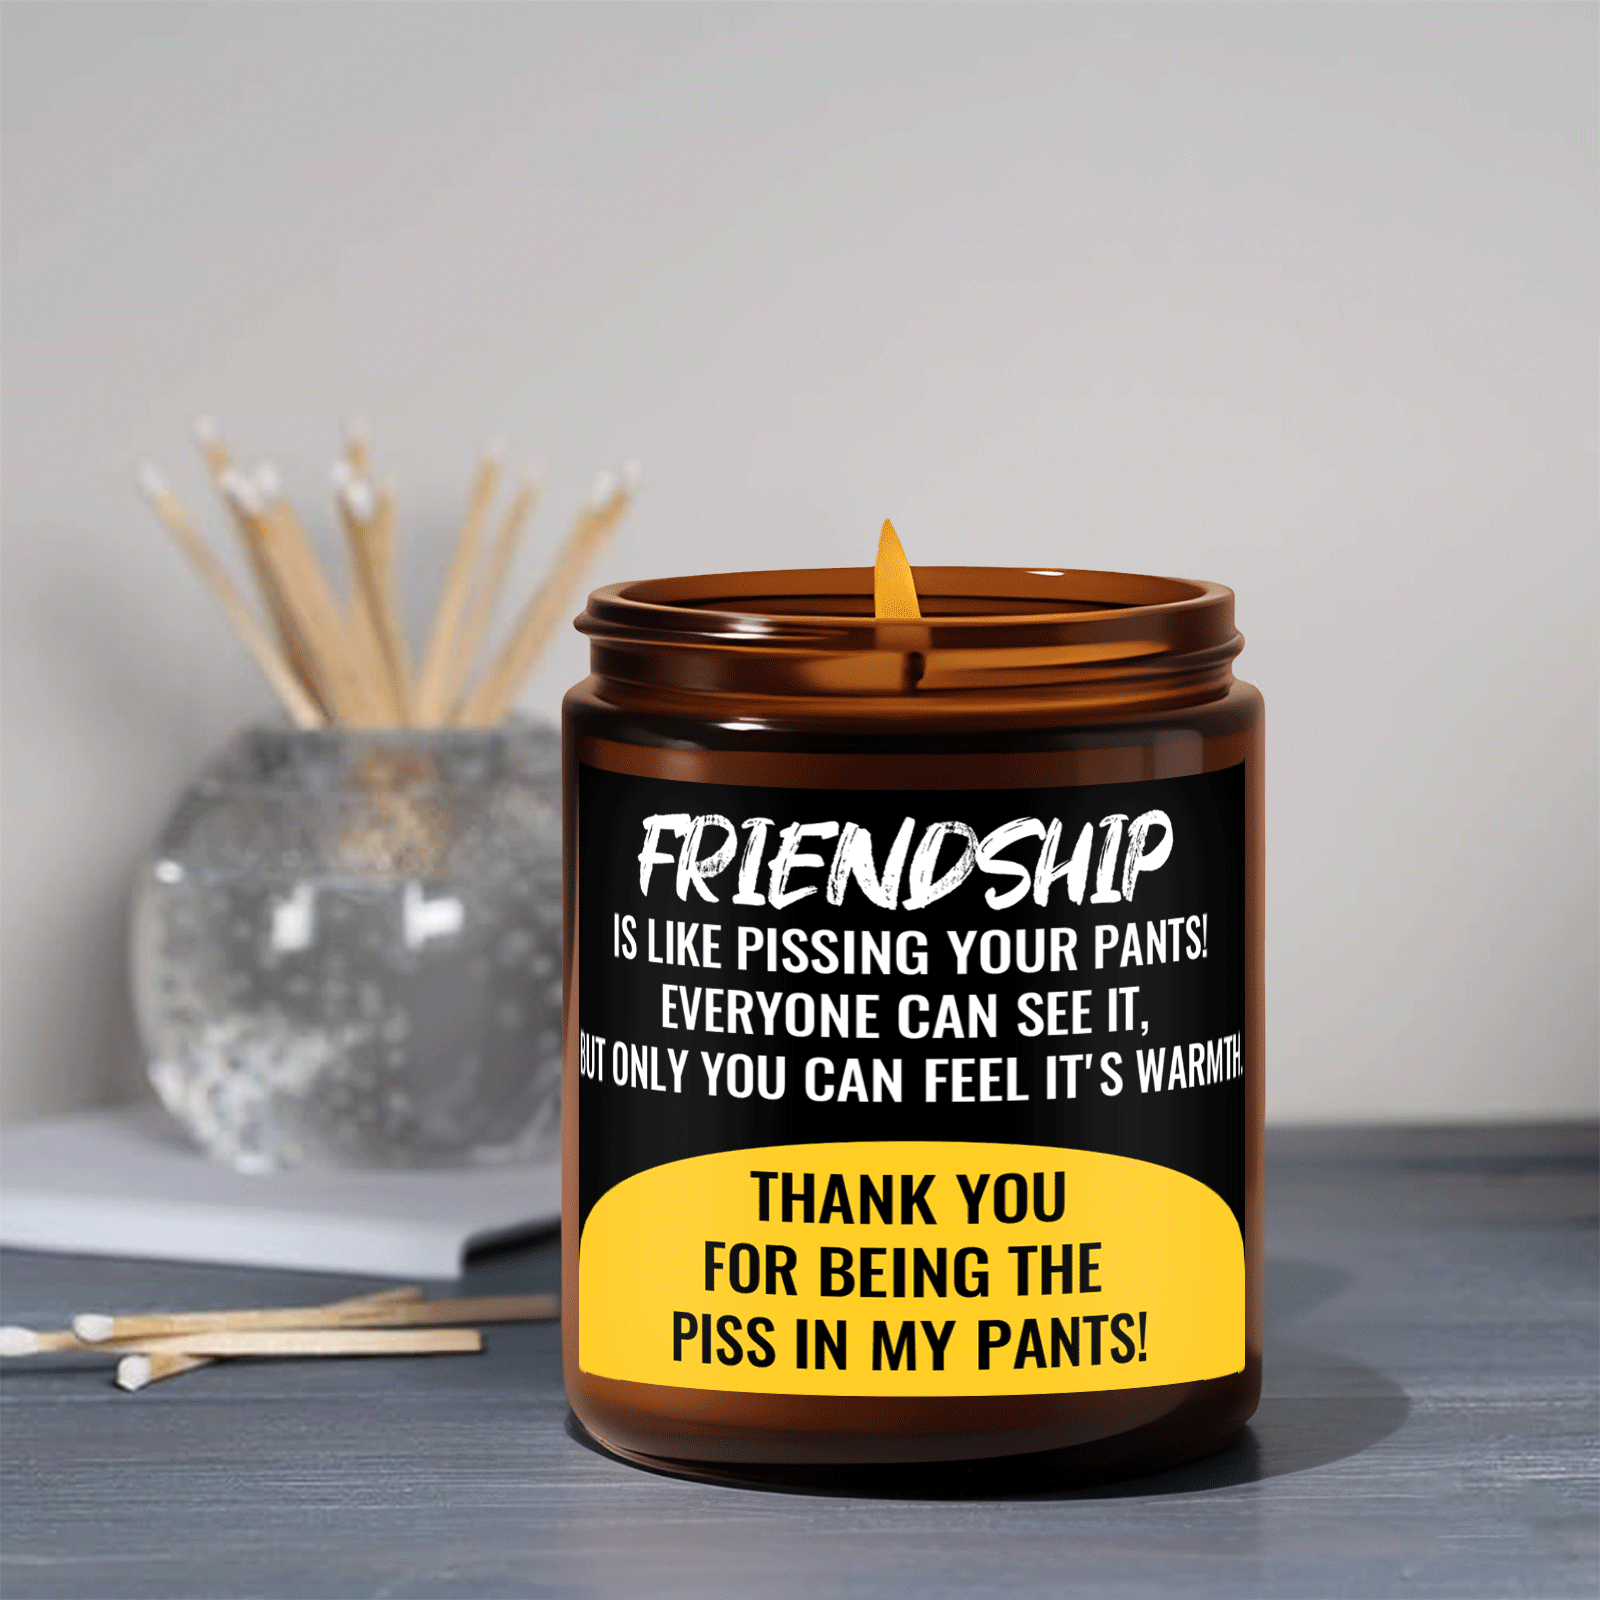 FRIENDSHIP
IS LIKE PISSING YOUR PANTS!
EVERYONE CAN SEE IT,
BUT ONLY YOU CAN FEEL IT'S WARMTH.
THANK YOU
FOR BEING THE
PISS IN MY PANTS!